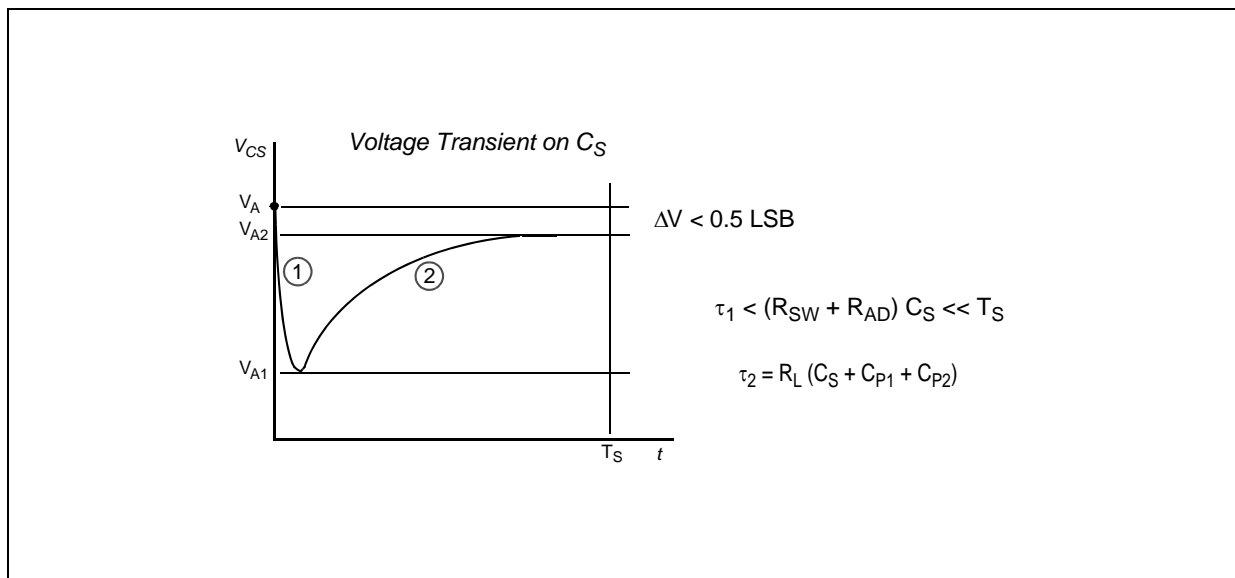 Voltage Transient on CS
VCS
VA
ΔV < 0.5 LSB
VA2
1
2
τ1 < (RSW + RAD) CS << TS
VA1
τ2 = RL (CS + CP1 + CP2)
TS
t